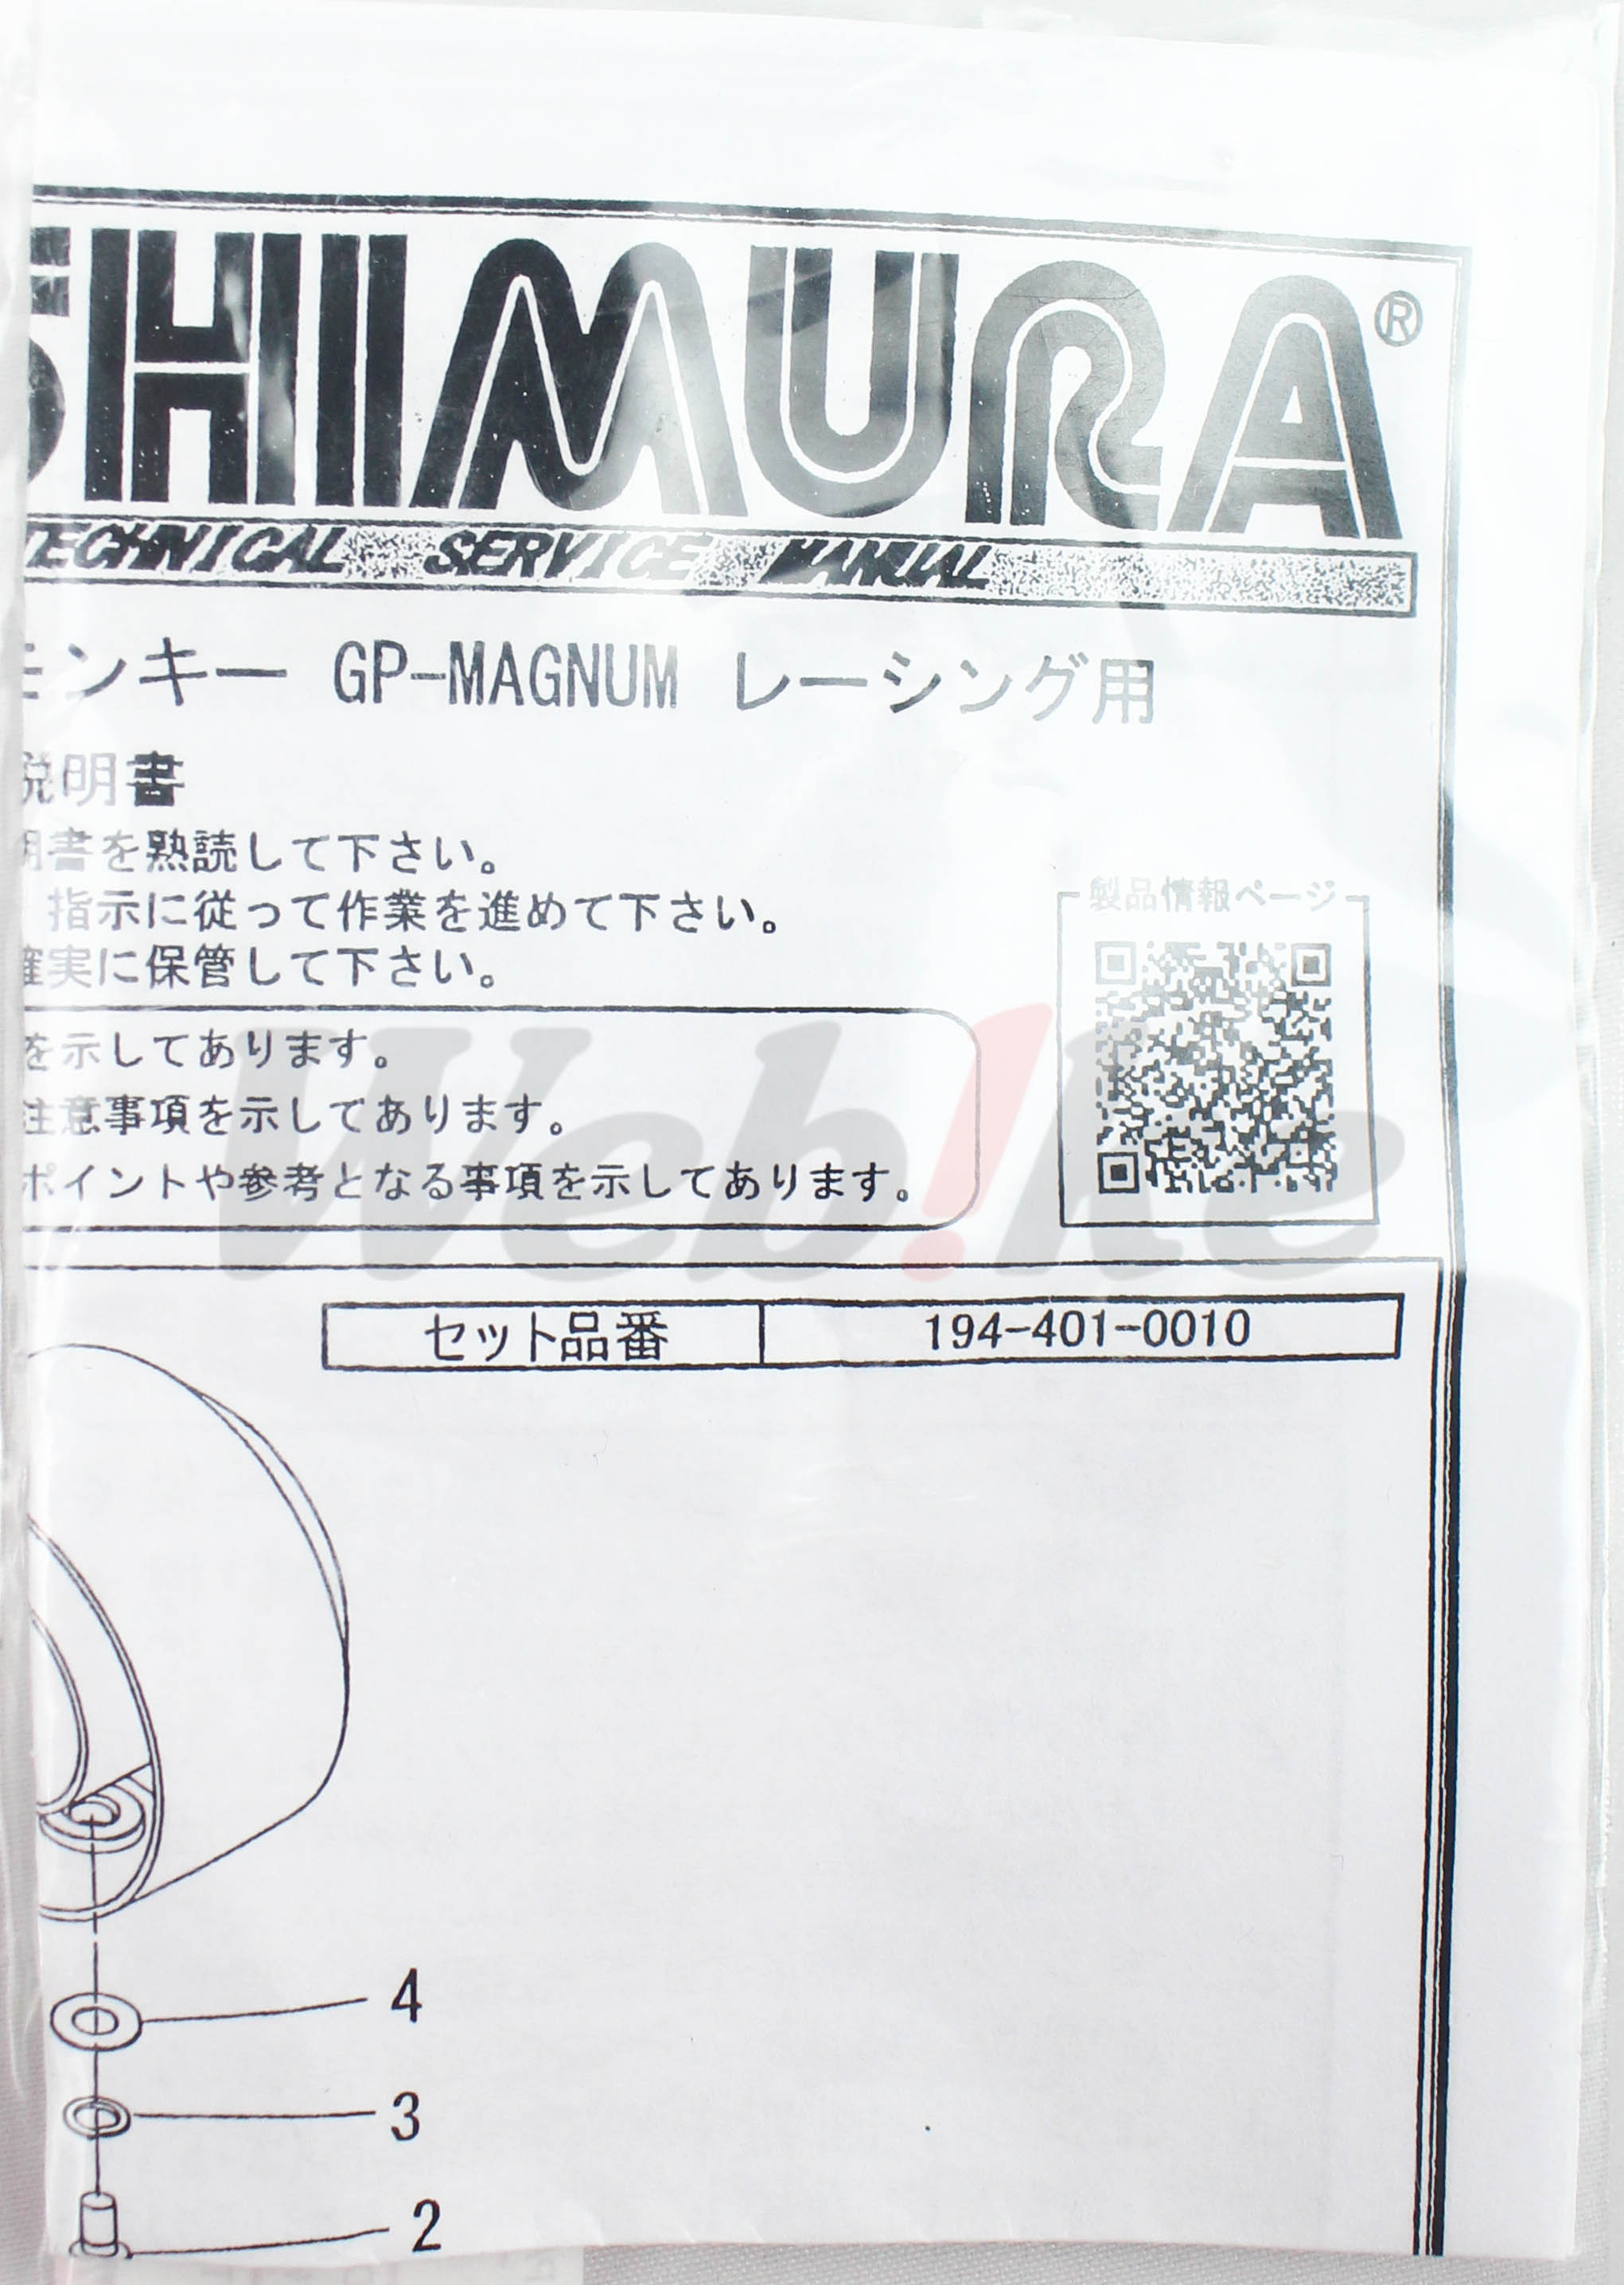 SHIMURA®
TECHNICAL SERVICE MANUAL
モンキー GP-MAGNUM レーシング用
説明書
明書を熟読して下さい。
指示に従って作業を進めて下さい。
確実に保管して下さい。
製品情報ページ
を示してあります。
注意事項を示してあります。
ポイントや参考となる事項を示してあります。
Web!ke
セット品番 194-401-0010
4
3
2